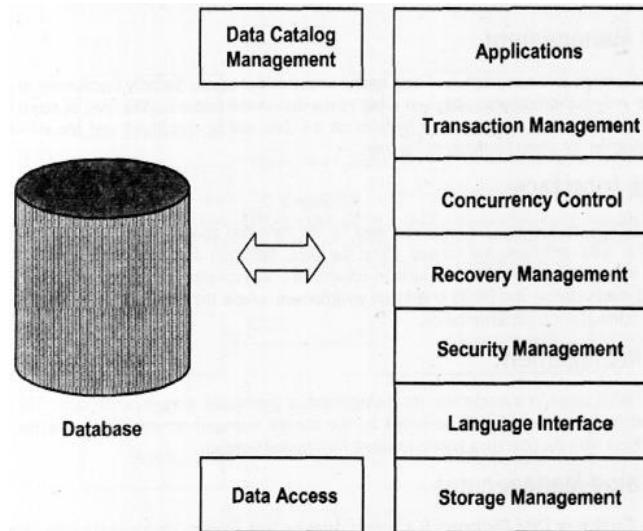 Data Catalog
Management
Applications
Transaction Management
Concurrency Control
Recovery Management
Security Management
Database
Language Interface
Data Access
Storage Management